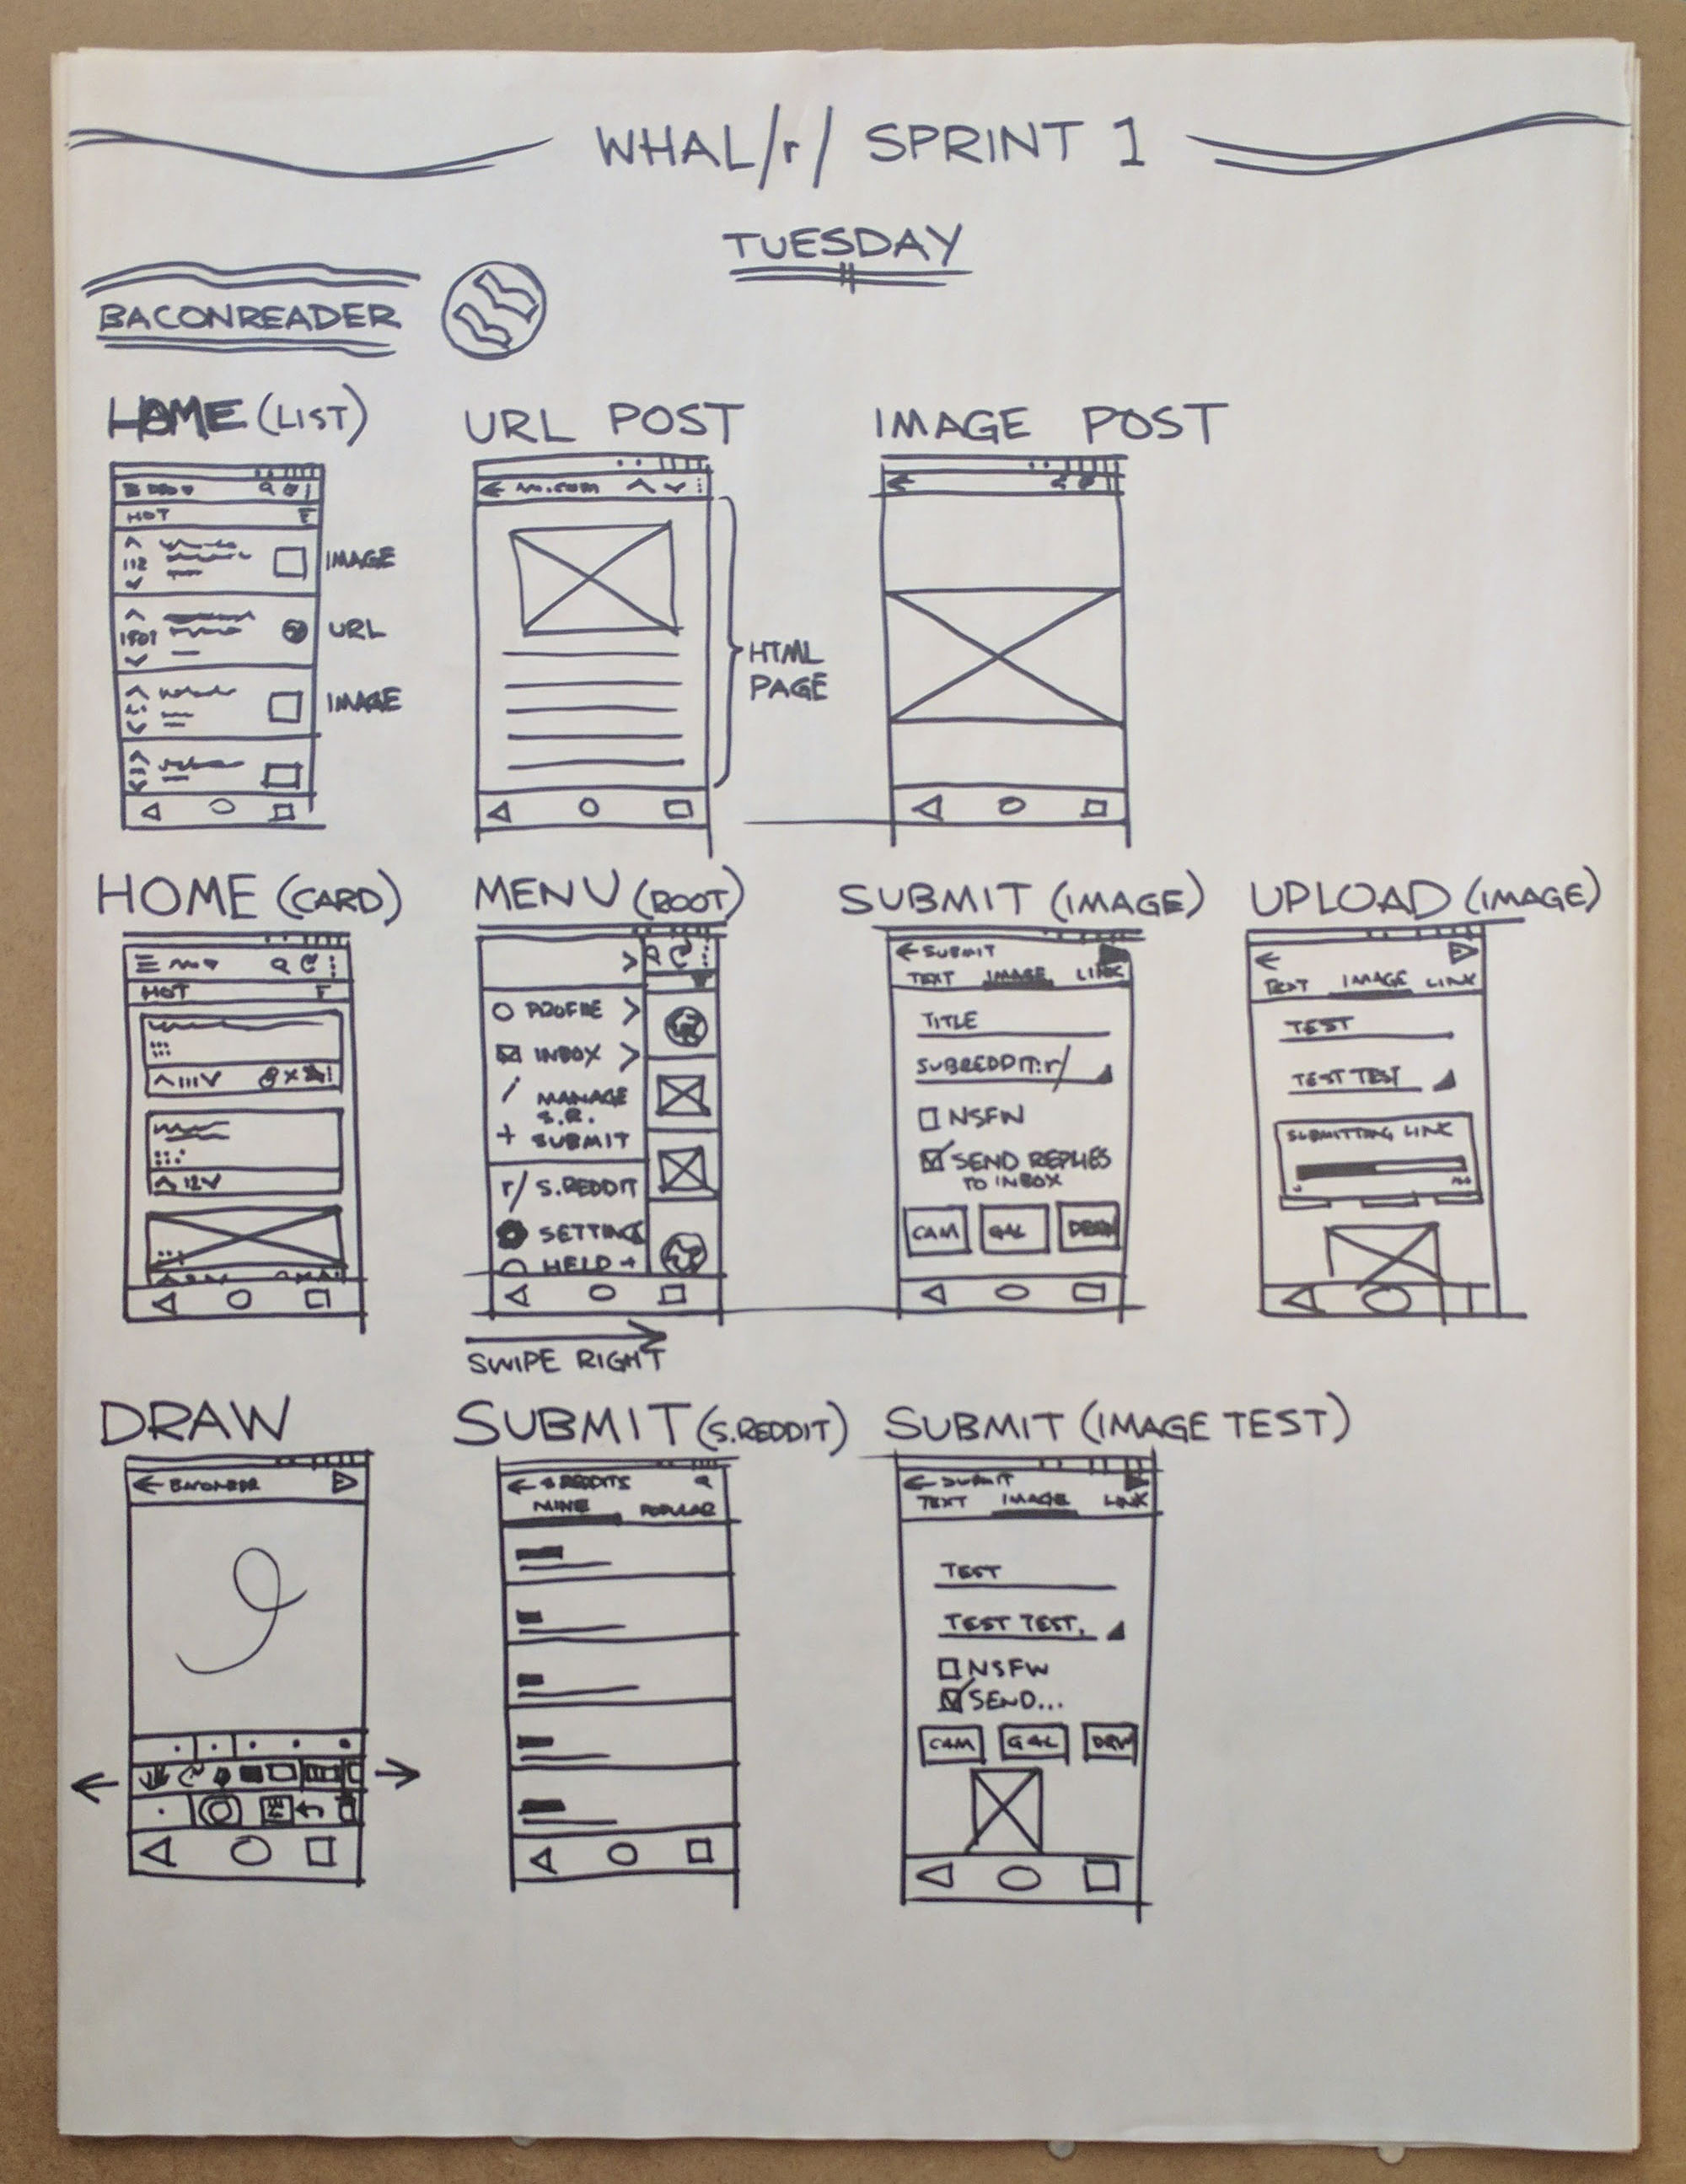 WHAL/r/ SPRINT 1
TUESDAY
BACONREADER
HOME (LIST)
HOT
112
IMAGE
URL
IMAGE
URL POST
.com
HTML
PAGE
IMAGE POST
HOME (CARD)
HOT
12
MENU (ROOT)
PROFILE
INBOX
MANAGE
S.R.
+ SUBMIT
r/ S.REDDIT
SETTING
HELP +
SWIPE RIGHT
SUBMIT (IMAGE)
← SUBMIT
TEXT IMAGE LINK
TITLE
SUBREDDIT: r/
NSFW
SEND REPLIES
TO INBOX
CAM GAL DRAW
UPLOAD (IMAGE)
TEXT IMAGE LINK
TEST
TEST TEST
SUBMITTING LINK
DRAW
SUBMIT (S.REDDIT)
MINE POPULAR
SUBMIT (IMAGE TEST)
← SUBMIT
TEXT IMAGE LINK
TEST
TEST TEST.
NSFW
SEND...
CAM GAL DRW